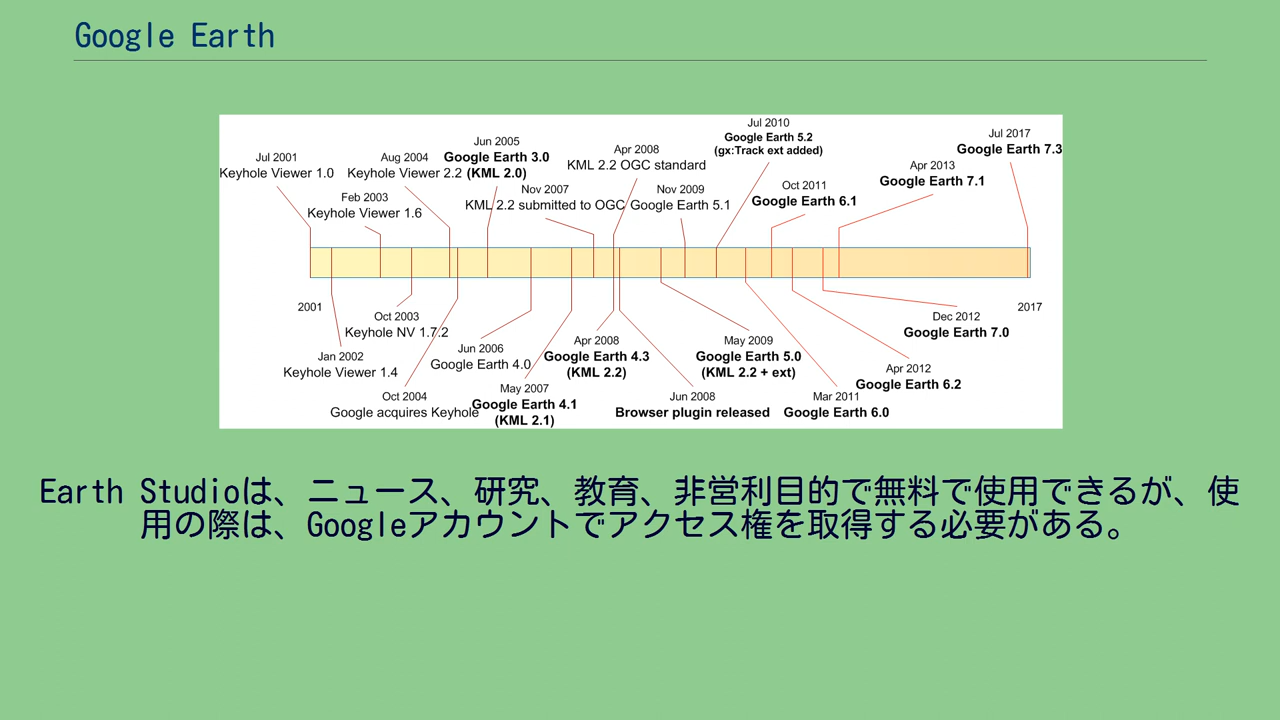 Google Earth
Jul 2010
Google Earth 5.2
(gx:Track ext added)
Jun 2005
Google Earth 3.0
(KML 2.0)
Jul 2017
Google Earth 7.3
Jul 2001
Keyhole Viewer 1.0
Aug 2004
Keyhole Viewer 2.2
Apr 2008
KML 2.2 OGC standard
Apr 2013
Google Earth 7.1
Feb 2003
Keyhole Viewer 1.6
Nov 2007
KML 2.2 submitted to OGC
Nov 2009
Google Earth 5.1
Oct 2011
Google Earth 6.1
2001
2017
Oct 2003
Keyhole NV 1.7.2
Dec 2012
Google Earth 7.0
Jan 2002
Keyhole Viewer 1.4
Jun 2006
Google Earth 4.0
Apr 2008
Google Earth 4.3
(KML 2.2)
May 2009
Google Earth 5.0
(KML 2.2 + ext)
Apr 2012
Google Earth 6.2
Oct 2004
Google acquires Keyhole
May 2007
Google Earth 4.1
(KML 2.1)
Jun 2008
Browser plugin released
Mar 2011
Google Earth 6.0
Earth Studioは、ニュース、研究、教育、非営利目的で無料で使用できるが、使
用の際は、Googleアカウントでアクセス権を取得する必要がある。